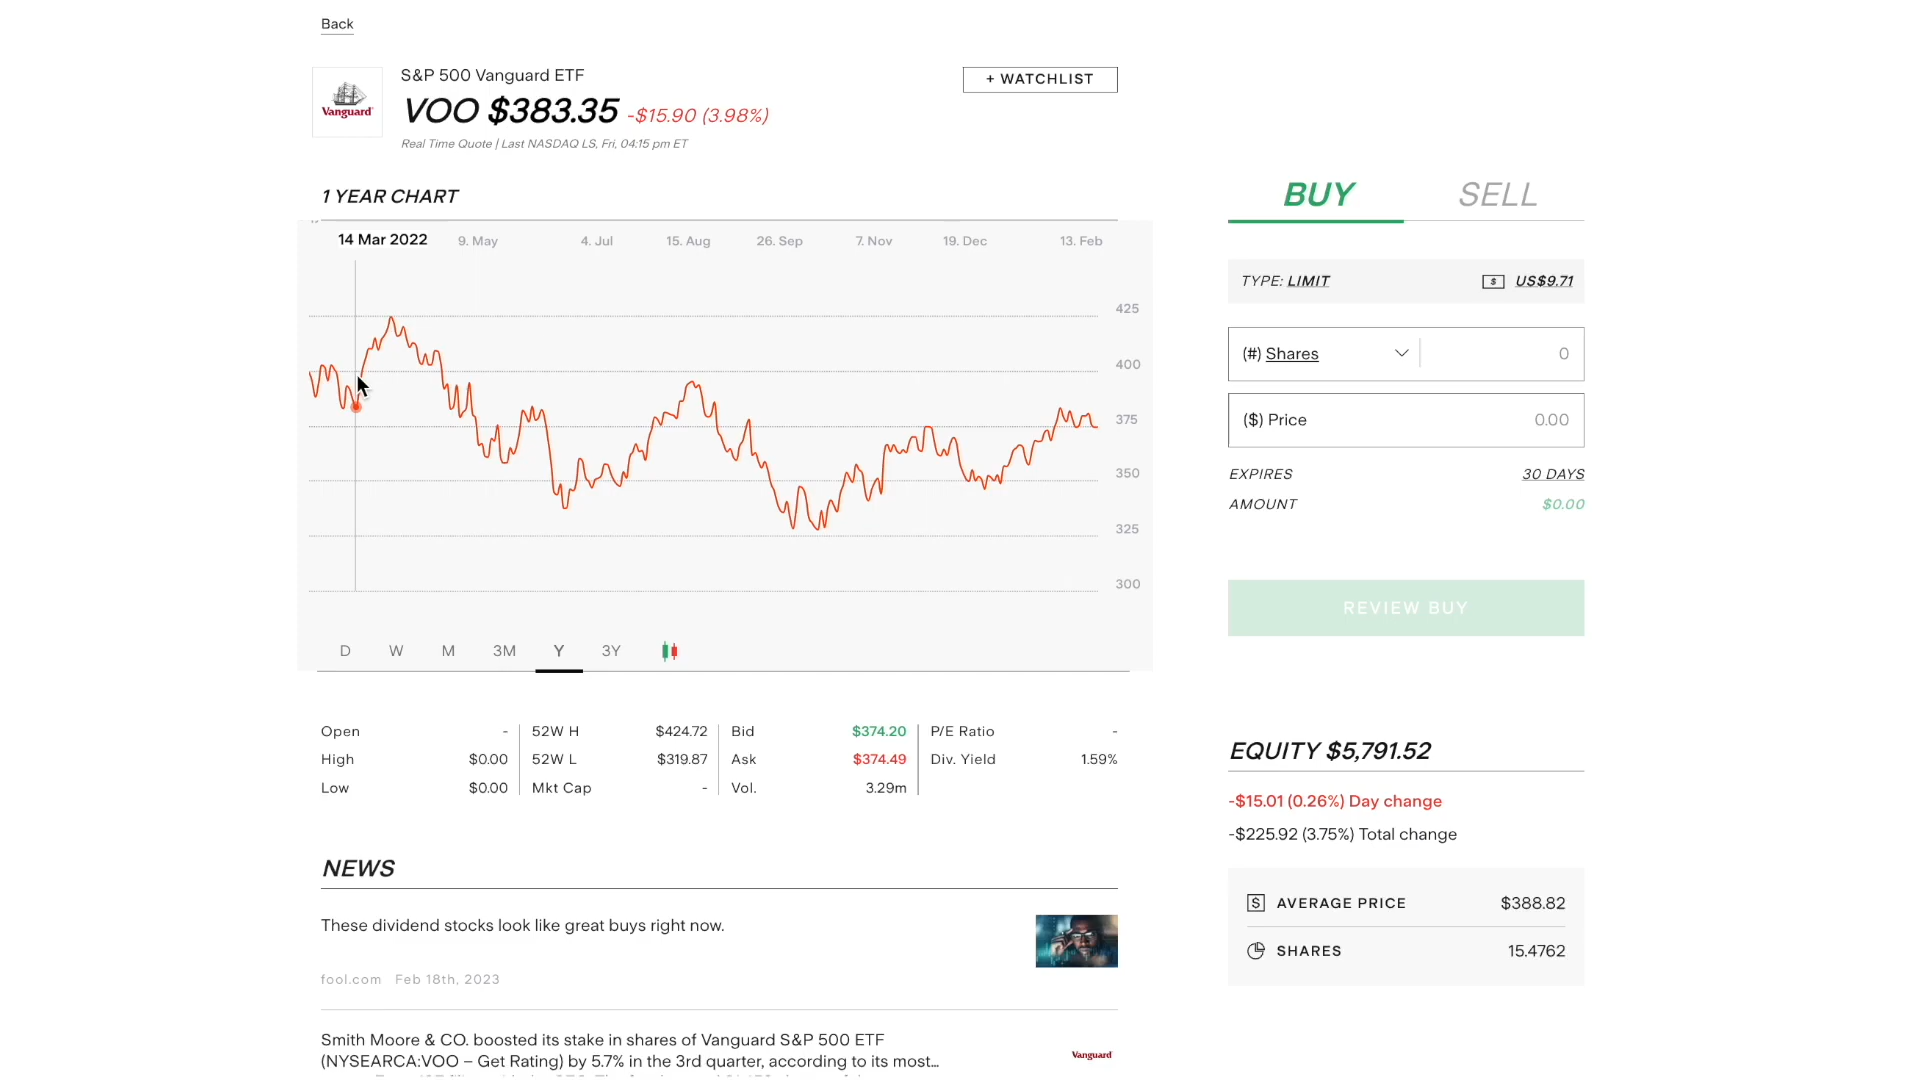 Back
Vanguard
S&P 500 Vanguard ETF
VOO $383.35 -$15.90 (3.98%)
Real Time Quote | Last NASDAQ LS, Fri, 04:15 pm ET
+ WATCHLIST
1 YEAR CHART
14 Mar 2022 9. May 4. Jul 15. Aug 26. Sep 7. Nov 19. Dec 13. Feb
425
400
375
350
325
300
D W M 3M Y 3Y
Open - 52W H $424.72 Bid $374.20 P/E Ratio -
High $0.00 52W L $319.87 Ask $374.49 Div. Yield 1.59%
Low $0.00 Mkt Cap - Vol. 3.29m
NEWS
These dividend stocks look like great buys right now.
fool.com Feb 18th, 2023
Smith Moore & CO. boosted its stake in shares of Vanguard S&P 500 ETF
(NYSEARCA:VOO – Get Rating) by 5.7% in the 3rd quarter, according to its most...
Vanguard
BUY SELL
TYPE: LIMIT $ US$9.71
(#) Shares 0
($) Price 0.00
EXPIRES 30 DAYS
AMOUNT $0.00
REVIEW BUY
EQUITY $5,791.52
-$15.01 (0.26%) Day change
-$225.92 (3.75%) Total change
$ AVERAGE PRICE $388.82
SHARES 15.4762